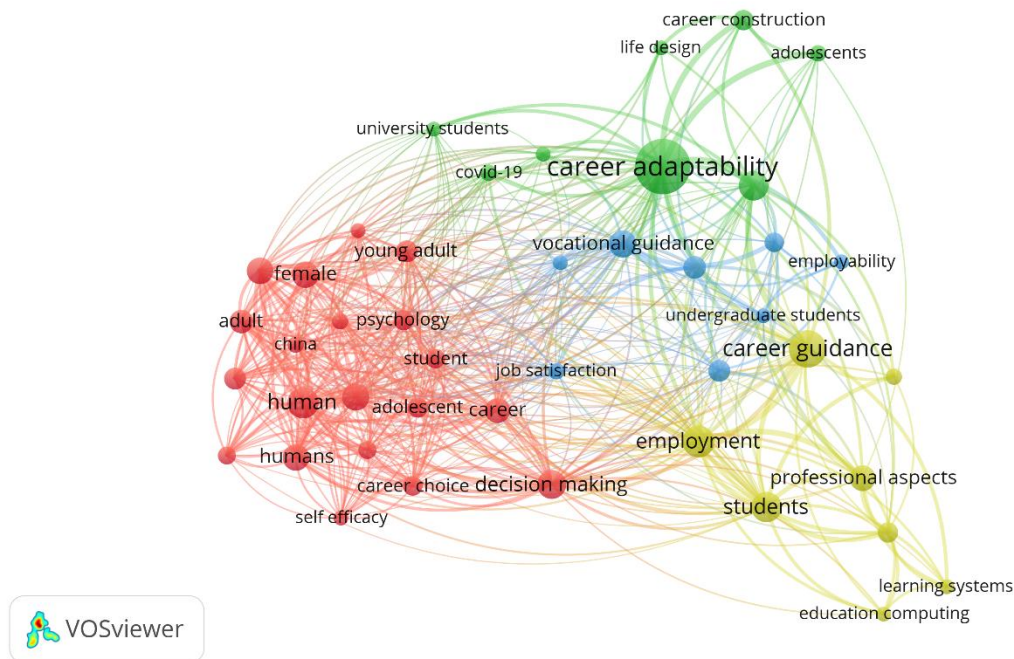 career construction
life design
adolescents
university students
covid-19
career adaptability
young adult
vocational guidance
employability
female
adult
psychology
undergraduate students
china
student
career guidance
job satisfaction
human
adolescent
career
employment
humans
career choice
decision making
professional aspects
students
self efficacy
learning systems
education computing
VOSviewer